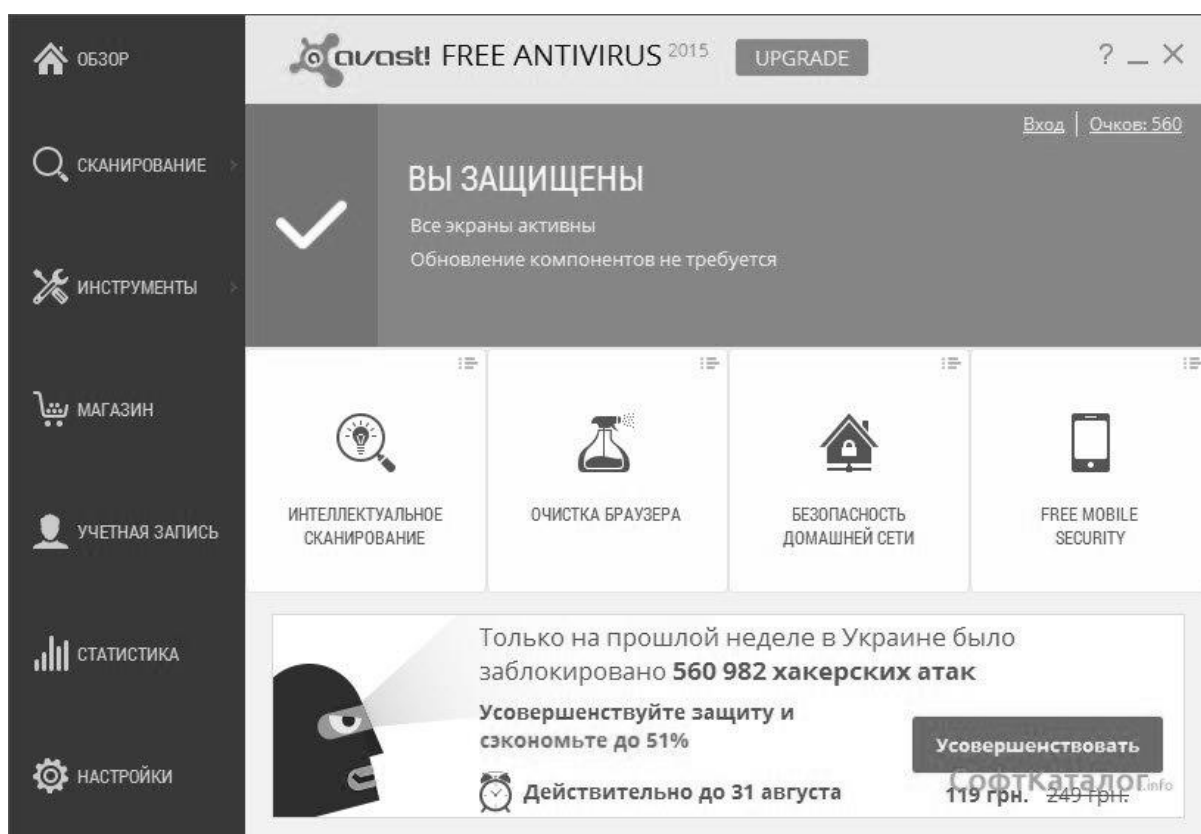 ОБЗОР
СКАНИРОВАНИЕ
ИНСТРУМЕНТЫ
МАГАЗИН
УЧЕТНАЯ ЗАПИСЬ
СТАТИСТИКА
НАСТРОЙКИ
avast! FREE ANTIVIRUS 2015 UPGRADE ?
Вход | Очков: 560
ВЫ ЗАЩИЩЕНЫ
Все экраны активны
Обновление компонентов не требуется
ИНТЕЛЛЕКТУАЛЬНОЕ
СКАНИРОВАНИЕ
ОЧИСТКА БРАУЗЕРА
БЕЗОПАСНОСТЬ
ДОМАШНЕЙ СЕТИ
FREE MOBILE
SECURITY
Только на прошлой неделе в Украине было
заблокировано 560 982 хакерских атак
Усовершенствуйте защиту и
сэкономьте до 51%
Действительно до 31 августа
Усовершенствовать
119 грн. 249 грн.
СофтКаталог.info